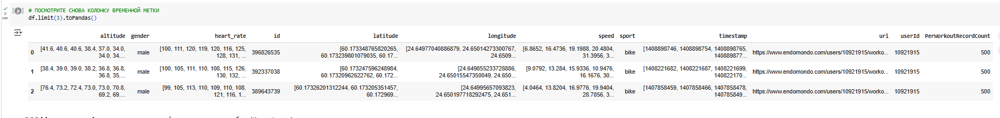 # ПОСМОТРИТЕ СНОВА КОЛОНКУ ВРЕМЕННОЙ МЕТКИ
0
сек.
df.limit(3).toPandas()
altitude gender heart_rate id latitude longitude speed sport timestamp url userId PerWorkoutRecordCount
0 [41.6, 40.6, 40.6, 38.4, 37.0, 34.0, 34.0, 34.... male [100, 111, 120, 119, 120, 116, 125, 128, 131, ... 396826535 [60.173348765820265, 60.173239801079035, 60.17... [24.64977040886879, 24.65014273300767, 24.6509... [6.8652, 16.4736, 19.1988, 20.4804, 31.3956, 3... bike [1408898746, 1408898754, 1408898765, 140889877... https://www.endomondo.com/users/10921915/worko... 10921915 500
1 [38.4, 39.0, 39.0, 38.2, 36.8, 36.8, 36.8, 35.... male [100, 105, 111, 110, 108, 115, 126, 130, 132, ... 392337038 [60.173247596248984, 60.17320962622762, 60.172... [24.649855233728886, 24.65015547350049, 24.650... [9.0792, 13.284, 15.9336, 10.9476, 16.1676, 30... bike [1408221682, 1408221687, 1408221699, 140822170... https://www.endomondo.com/users/10921915/worko... 10921915 500
2 [76.4, 73.2, 72.4, 73.0, 73.0, 70.8, 69.2, 69.... male [99, 105, 113, 110, 109, 110, 108, 121, 116, 1... 389643739 [60.17326201312244, 60.173205351457, 60.172969... [24.64995657093823, 24.650197718292475, 24.651... [4.0464, 13.8204, 16.9776, 19.9404, 28.7856, 3... bike [1407858459, 1407858466, 1407858478, 140785849... https://www.endomondo.com/users/10921915/worko... 10921915 500